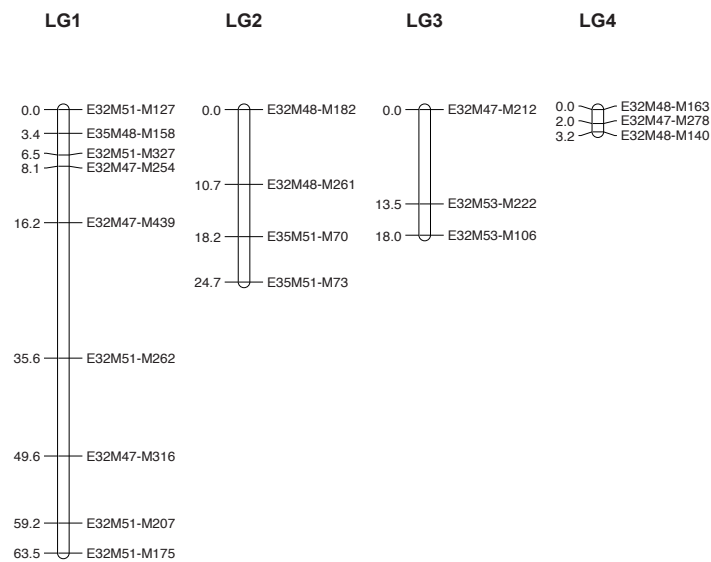 LG1
0.0 E32M51-M127
3.4 E35M48-M158
6.5 E32M51-M327
8.1 E32M47-M254
16.2 E32M47-M439
35.6 E32M51-M262
49.6 E32M47-M316
59.2 E32M51-M207
63.5 E32M51-M175
LG2
0.0 E32M48-M182
10.7 E32M48-M261
18.2 E35M51-M70
24.7 E35M51-M73
LG3
0.0 E32M47-M212
13.5 E32M53-M222
18.0 E32M53-M106
LG4
0.0 E32M48-M163
2.0 E32M47-M278
3.2 E32M48-M140